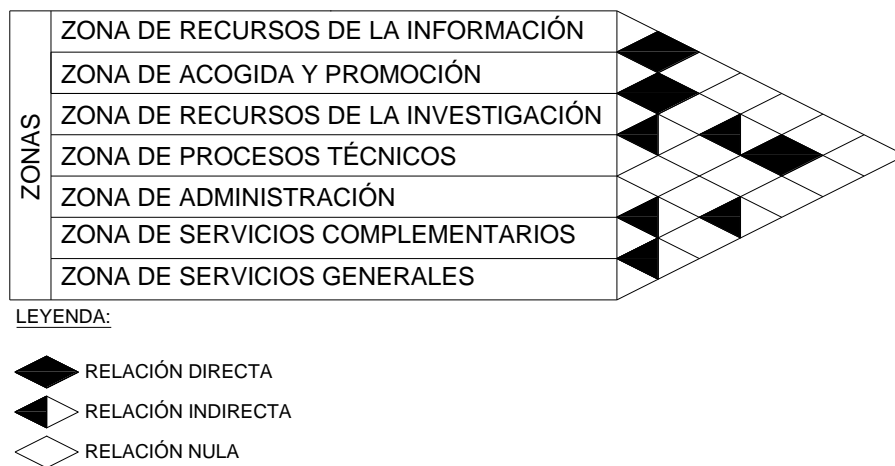 ZONAS
ZONA DE RECURSOS DE LA INFORMACIÓN
ZONA DE ACOGIDA Y PROMOCIÓN
ZONA DE RECURSOS DE LA INVESTIGACIÓN
ZONA DE PROCESOS TÉCNICOS
ZONA DE ADMINISTRACIÓN
ZONA DE SERVICIOS COMPLEMENTARIOS
ZONA DE SERVICIOS GENERALES
LEYENDA:
RELACIÓN DIRECTA
RELACIÓN INDIRECTA
RELACIÓN NULA